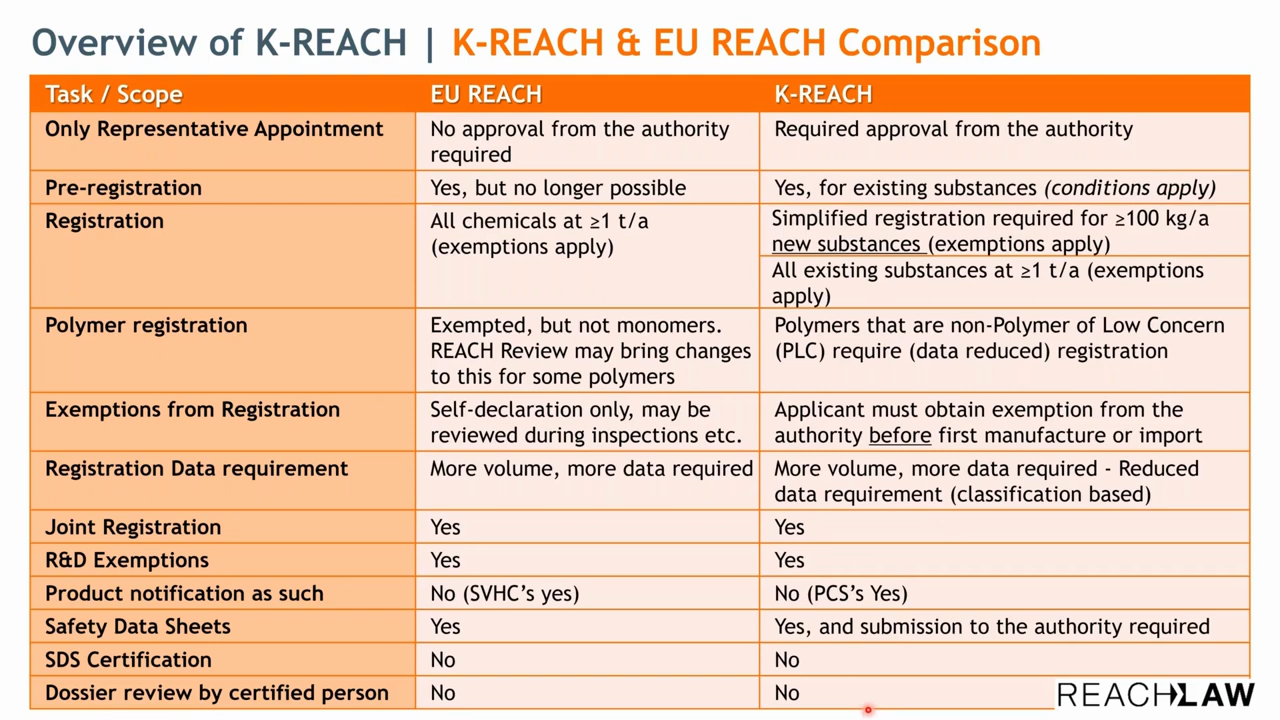 Overview of K-REACH | K-REACH & EU REACH Comparison
Task / Scope EU REACH K-REACH
Only Representative Appointment
No approval from the authority
required
Required approval from the authority
Pre-registration
Yes, but no longer possible
Yes, for existing substances (conditions apply)
Registration
All chemicals at ≥1 t/a
(exemptions apply)
Simplified registration required for ≥100 kg/a
new substances (exemptions apply)
All existing substances at ≥1 t/a (exemptions
apply)
Polymer registration
Exempted, but not monomers.
REACH Review may bring changes
to this for some polymers
Polymers that are non-Polymer of Low Concern
(PLC) require (data reduced) registration
Exemptions from Registration
Self-declaration only, may be
reviewed during inspections etc.
Applicant must obtain exemption from the
authority before first manufacture or import
Registration Data requirement
More volume, more data required
More volume, more data required - Reduced
data requirement (classification based)
Joint Registration
Yes
Yes
R&D Exemptions
Yes
Yes
Product notification as such
No (SVHC's yes)
No (PCS's Yes)
Safety Data Sheets
Yes
Yes, and submission to the authority required
SDS Certification
No
No
Dossier review by certified person
No
No
REACHLAW